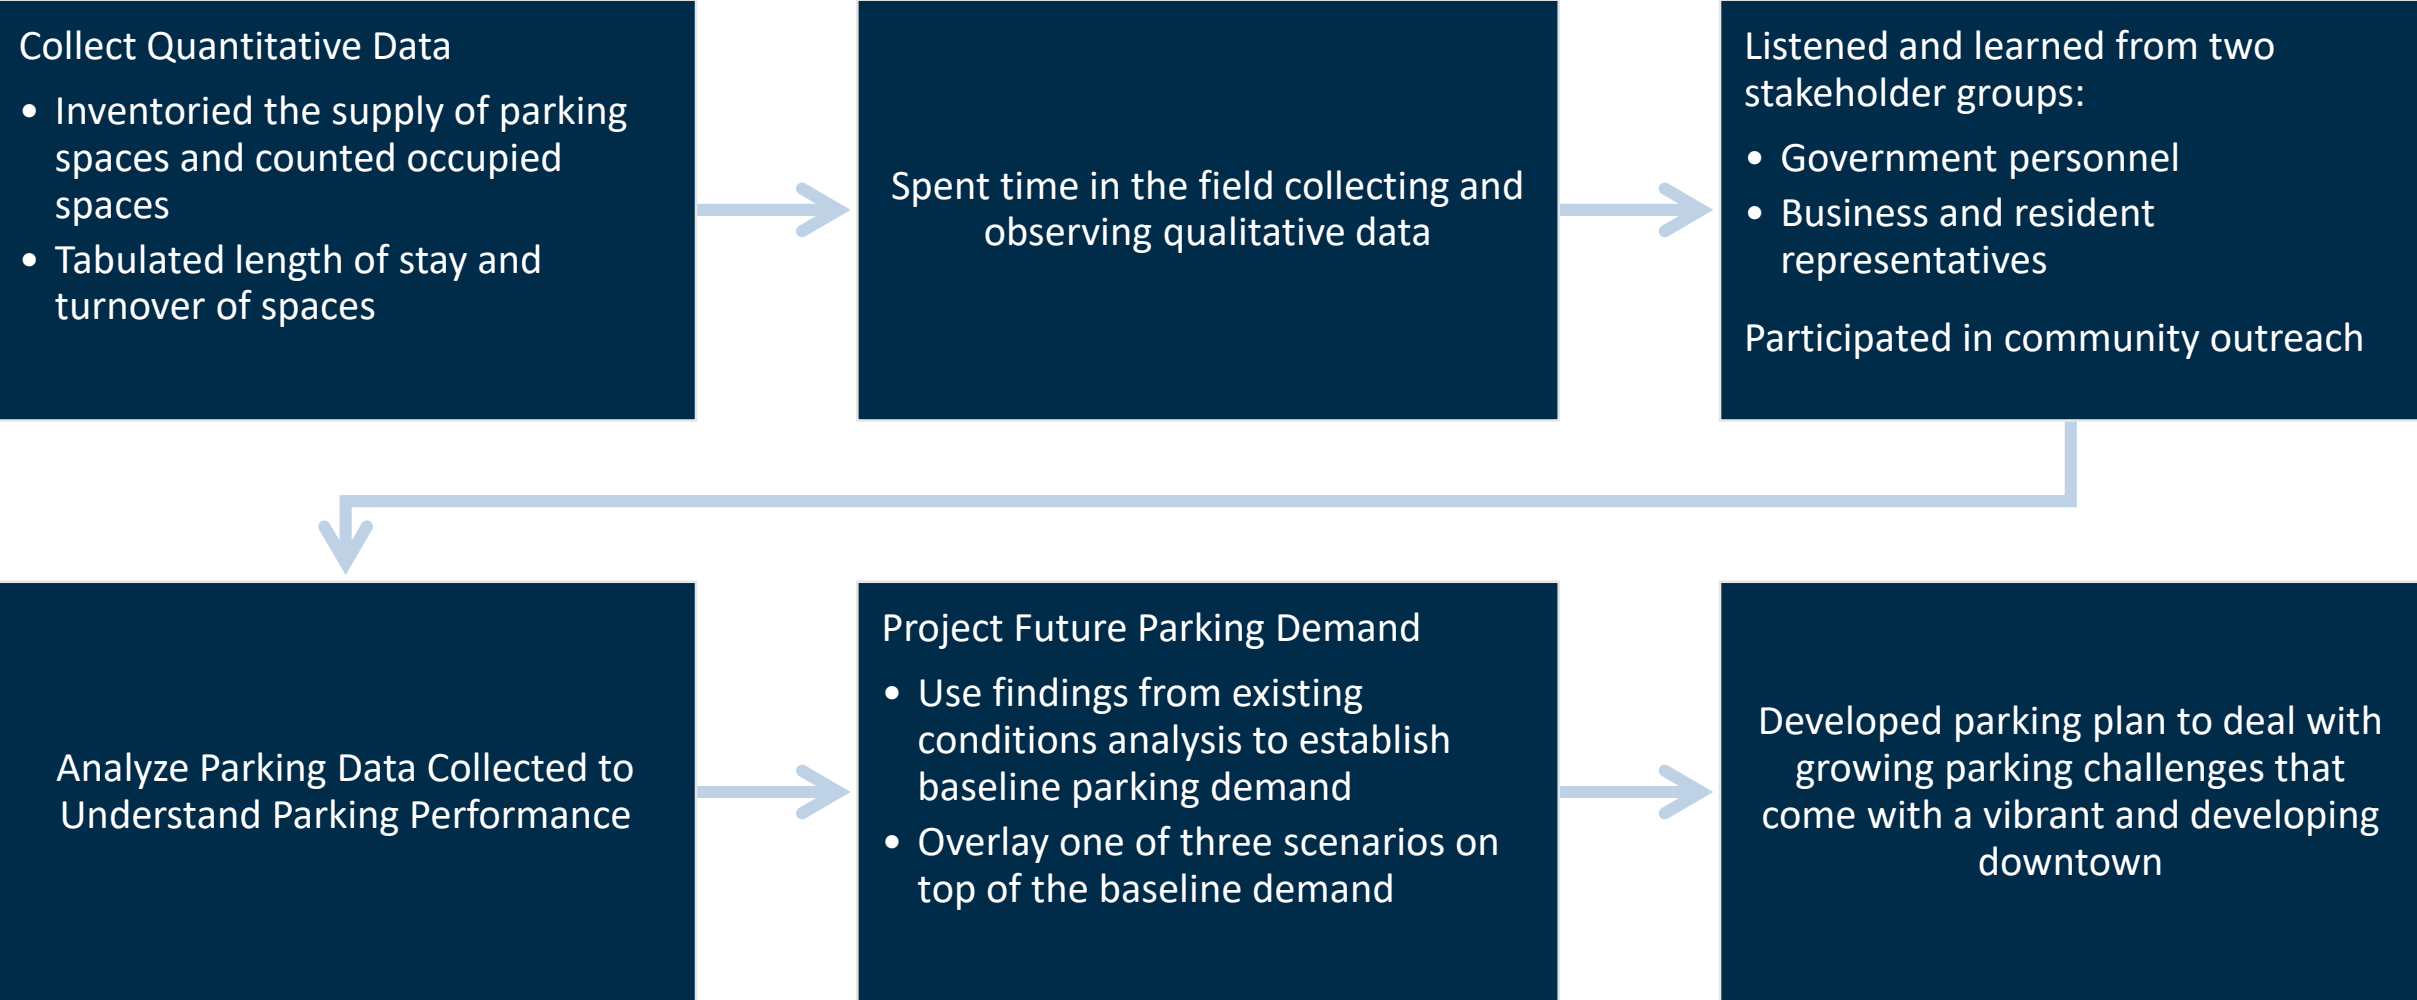 Collect Quantitative Data
• Inventoried the supply of parking
spaces and counted occupied
spaces
• Tabulated length of stay and
turnover of spaces
Spent time in the field collecting and
observing qualitative data
Listened and learned from two
stakeholder groups:
• Government personnel
• Business and resident
representatives
Participated in community outreach
Analyze Parking Data Collected to
Understand Parking Performance
Project Future Parking Demand
• Use findings from existing
conditions analysis to establish
baseline parking demand
• Overlay one of three scenarios on
top of the baseline demand
Developed parking plan to deal with
growing parking challenges that
come with a vibrant and developing
downtown